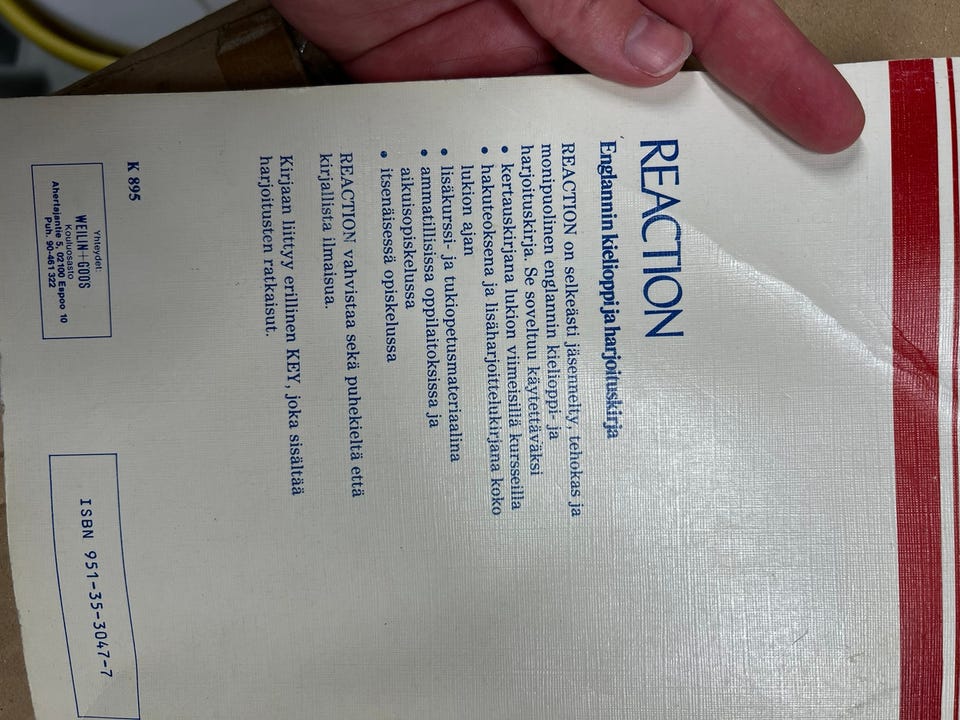 REACTION
Englannin kielioppi ja harjoituskirja
REACTION on selkeästi jäsennelty, tehokas ja
monipuolinen englannin kielioppi- ja
harjoituskirja. Se soveltuu käytettäväksi
• kertauskirjana lukion viimeisillä kursseilla
• hakuteoksena ja lisäharjoittelukirjana koko
lukion ajan
• lisäkurssi- ja tukiopetusmateriaalina
• ammatillisissa oppilaitoksissa ja
aikuisopiskelussa
• itsenäisessä opiskelussa
REACTION vahvistaa sekä puhekieltä että
kirjallista ilmaisua.
Kirjaan liittyy erillinen KEY, joka sisältää
harjoitusten ratkaisut.
K 895
Yhteydet:
WEILIN+GÖÖS
Kouluosasto
Ahertajantie 5, 02100 Espoo 10
Puh. 90-461 322
ISBN 951-35-3047-7